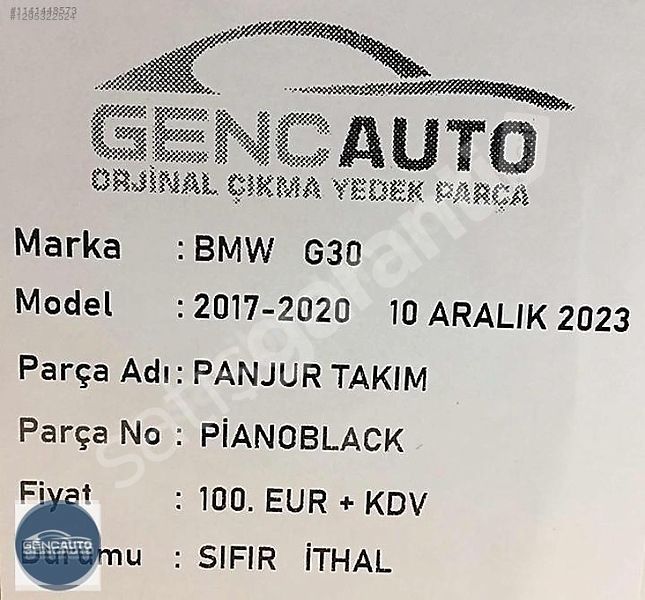 #1141448573
#1295322524
GENCAUTO
ORJİNAL ÇIKMA YEDEK PARÇA
Marka : BMW G30
Model : 2017-2020 10 ARALIK 2023
Parça Adı : PANJUR TAKIM
Parça No : PİANOBLACK
Fiyat : 100. EUR + KDV
GENCAUTO
Durumu : SIFIR İTHAL